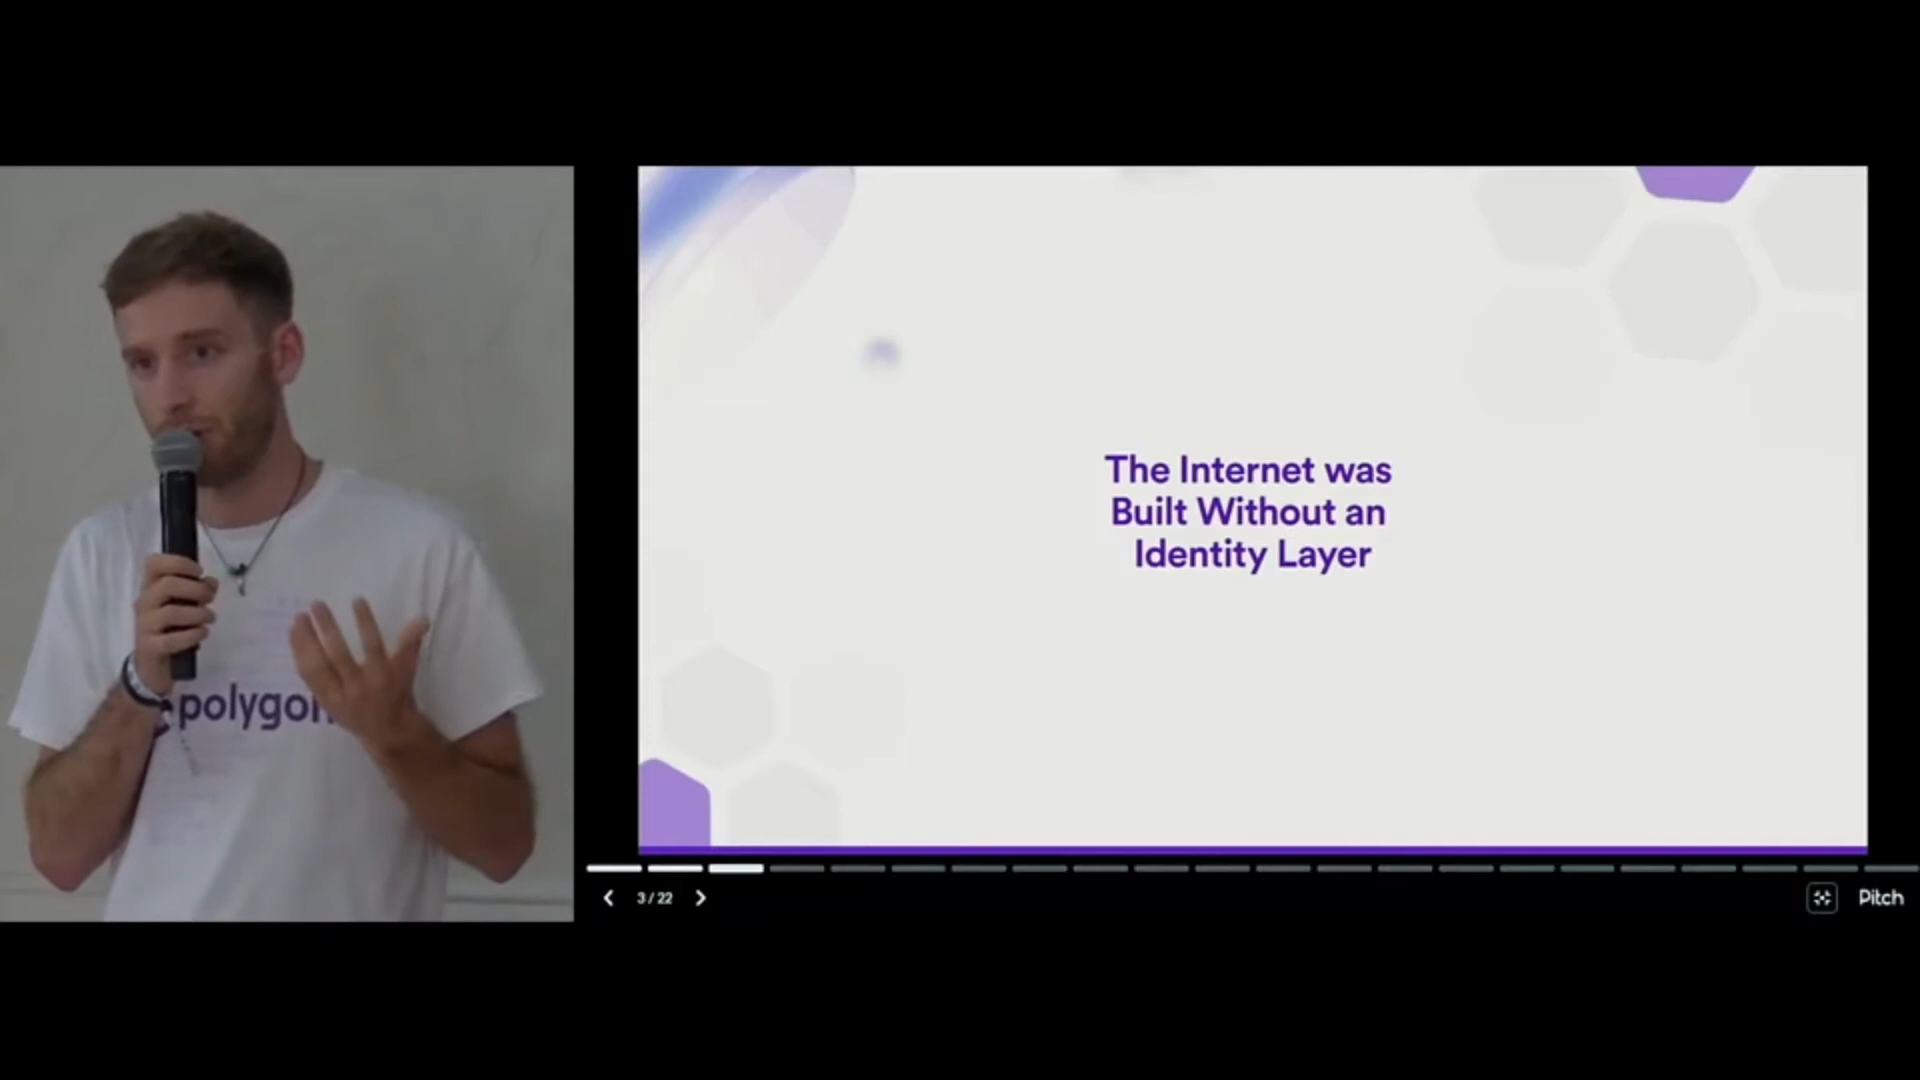 polygon
The Internet was
Built Without an
Identity Layer
3 / 22
Pitch